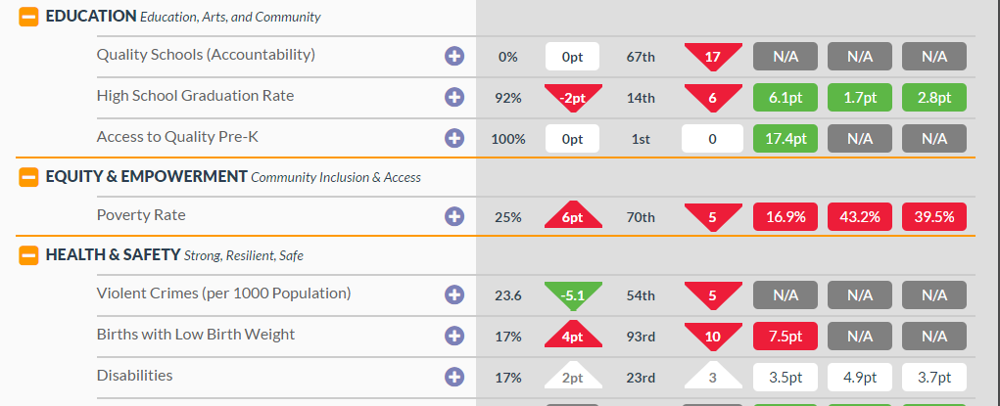 EDUCATION Education, Arts, and Community
Quality Schools (Accountability) 0% 0pt 67th 17 N/A N/A N/A
High School Graduation Rate 92% -2pt 14th 6 6.1pt 1.7pt 2.8pt
Access to Quality Pre-K 100% 0pt 1st 0 17.4pt N/A N/A
EQUITY & EMPOWERMENT Community Inclusion & Access
Poverty Rate 25% 6pt 70th 5 16.9% 43.2% 39.5%
HEALTH & SAFETY Strong, Resilient, Safe
Violent Crimes (per 1000 Population) 23.6 -5.1 54th 5 N/A N/A N/A
Births with Low Birth Weight 17% 4pt 93rd 10 7.5pt N/A N/A
Disabilities 17% 2pt 23rd 3 3.5pt 4.9pt 3.7pt